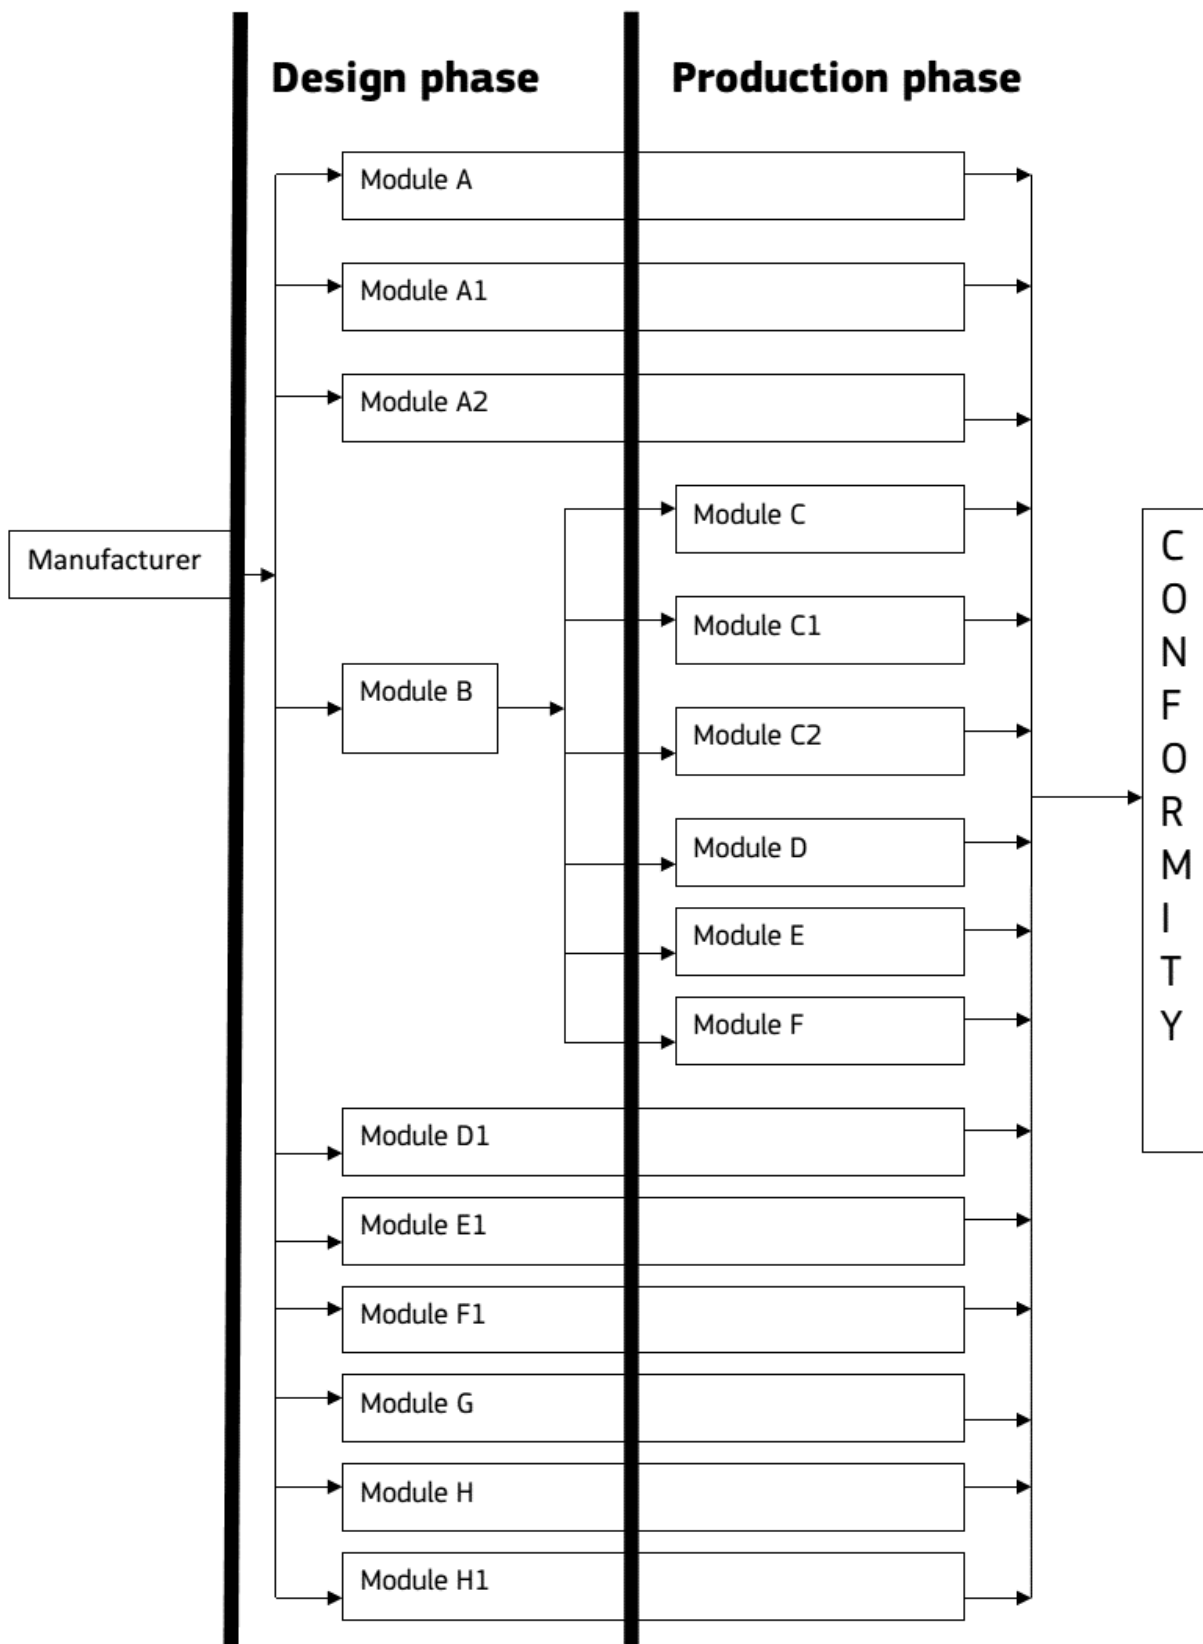 Design phase
Production phase
Module A
Module A1
Module A2
Module C
Manufacturer
Module C1
Module B
Module C2
Module D
Module E
Module F
Module D1
Module E1
Module F1
Module G
Module H
Module H1
C
O
N
F
O
R
M
I
T
Y